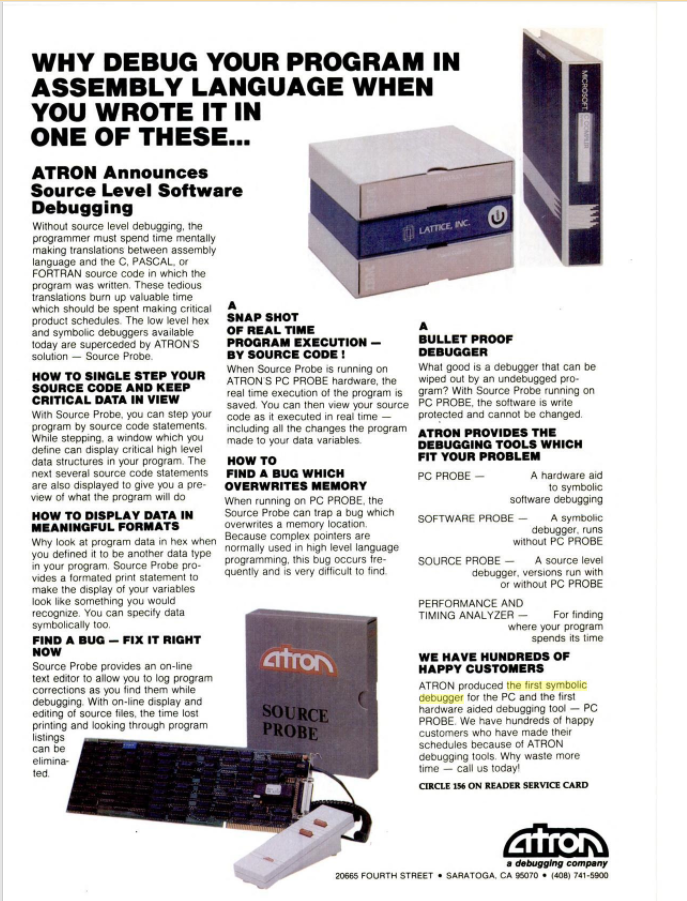 WHY DEBUG YOUR PROGRAM IN
ASSEMBLY LANGUAGE WHEN
YOU WROTE IT IN
ONE OF THESE...
MICROSOFT
LATTICE, INC.
ATRON Announces
Source Level Software
Debugging
Without source level debugging, the
programmer must spend time mentally
making translations between assembly
language and the C, PASCAL, or
FORTRAN source code in which the
program was written. These tedious
translations burn up valuable time
which should be spent making critical
product schedules. The low level hex
and symbolic debuggers available
today are superceded by ATRON'S
solution — Source Probe.
HOW TO SINGLE STEP YOUR
SOURCE CODE AND KEEP
CRITICAL DATA IN VIEW
With Source Probe, you can step your
program by source code statements.
While stepping, a window which you
define can display critical high level
data structures in your program. The
next several source code statements
are also displayed to give you a pre-
view of what the program will do
HOW TO DISPLAY DATA IN
MEANINGFUL FORMATS
Why look at program data in hex when
you defined it to be another data type
in your program. Source Probe pro-
vides a formated print statement to
make the display of your variables
look like something you would
recognize. You can specify data
symbolically too.
FIND A BUG — FIX IT RIGHT
NOW
Source Probe provides an on-line
text editor to allow you to log program
corrections as you find them while
debugging. With on-line display and
editing of source files, the time lost
printing and looking through program
listings
can be
elimina-
ted.
A
SNAP SHOT
OF REAL TIME
PROGRAM EXECUTION —
BY SOURCE CODE !
When Source Probe is running on
ATRON'S PC PROBE hardware, the
real time execution of the program is
saved. You can then view your source
code as it executed in real time —
including all the changes the program
made to your data variables.
HOW TO
FIND A BUG WHICH
OVERWRITES MEMORY
When running on PC PROBE, the
Source Probe can trap a bug which
overwrites a memory location.
Because complex pointers are
normally used in high level language
programming, this bug occurs fre-
quently and is very difficult to find.
atron
SOURCE
PROBE
A
BULLET PROOF
DEBUGGER
What good is a debugger that can be
wiped out by an undebugged pro-
gram? With Source Probe running on
PC PROBE, the software is write
protected and cannot be changed.
ATRON PROVIDES THE
DEBUGGING TOOLS WHICH
FIT YOUR PROBLEM
PC PROBE — A hardware aid
to symbolic
software debugging
SOFTWARE PROBE — A symbolic
debugger, runs
without PC PROBE
SOURCE PROBE — A source level
debugger, versions run with
or without PC PROBE
PERFORMANCE AND
TIMING ANALYZER — For finding
where your program
spends its time
WE HAVE HUNDREDS OF
HAPPY CUSTOMERS
ATRON produced the first symbolic
debugger for the PC and the first
hardware aided debugging tool — PC
PROBE. We have hundreds of happy
customers who have made their
schedules because of ATRON
debugging tools. Why waste more
time — call us today!
CIRCLE 156 ON READER SERVICE CARD
atron
a debugging company
20665 FOURTH STREET • SARATOGA, CA 95070 • (408) 741-5900